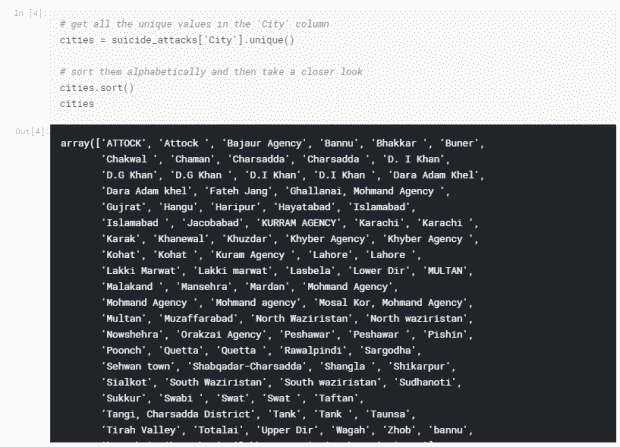 In [4]:
# get all the unique values in the 'City' column
cities = suicide_attacks['City'].unique()
# sort them alphabetically and then take a closer look
cities.sort()
cities
Out[4]:
array(['ATTOCK', 'Attock ', 'Bajaur Agency', 'Bannu', 'Bhakkar ', 'Buner',
'Chakwal ', 'Chaman', 'Charsadda', 'Charsadda ', 'D. I Khan',
'D.G Khan', 'D.G Khan ', 'D.I Khan', 'D.I Khan ', 'Dara Adam Khel',
'Dara Adam khel', 'Fateh Jang', 'Ghallanai, Mohmand Agency ',
'Gujrat', 'Hangu', 'Haripur', 'Hayatabad', 'Islamabad',
'Islamabad ', 'Jacobabad', 'KURRAM AGENCY', 'Karachi', 'Karachi ',
'Karak', 'Khanewal', 'Khuzdar', 'Khyber Agency', 'Khyber Agency ',
'Kohat', 'Kohat ', 'Kuram Agency ', 'Lahore', 'Lahore ',
'Lakki Marwat', 'Lakki marwat', 'Lasbela', 'Lower Dir', 'MULTAN',
'Malakand ', 'Mansehra', 'Mardan', 'Mohmand Agency',
'Mohmand Agency ', 'Mohmand agency', 'Mosal Kor, Mohmand Agency',
'Multan', 'Muzaffarabad', 'North Waziristan', 'North waziristan',
'Nowshehra', 'Orakzai Agency', 'Peshawar', 'Peshawar ', 'Pishin',
'Poonch', 'Quetta', 'Quetta ', 'Rawalpindi', 'Sargodha',
'Sehwan town', 'Shabqadar-Charsadda', 'Shangla ', 'Shikarpur',
'Sialkot', 'South Waziristan', 'South waziristan', 'Sudhanoti',
'Sukkur', 'Swabi ', 'Swat', 'Swat ', 'Taftan',
'Tangi, Charsadda District', 'Tank', 'Tank ', 'Taunsa',
'Tirah Valley', 'Totalai', 'Upper Dir', 'Wagah', 'Zhob', 'bannu',